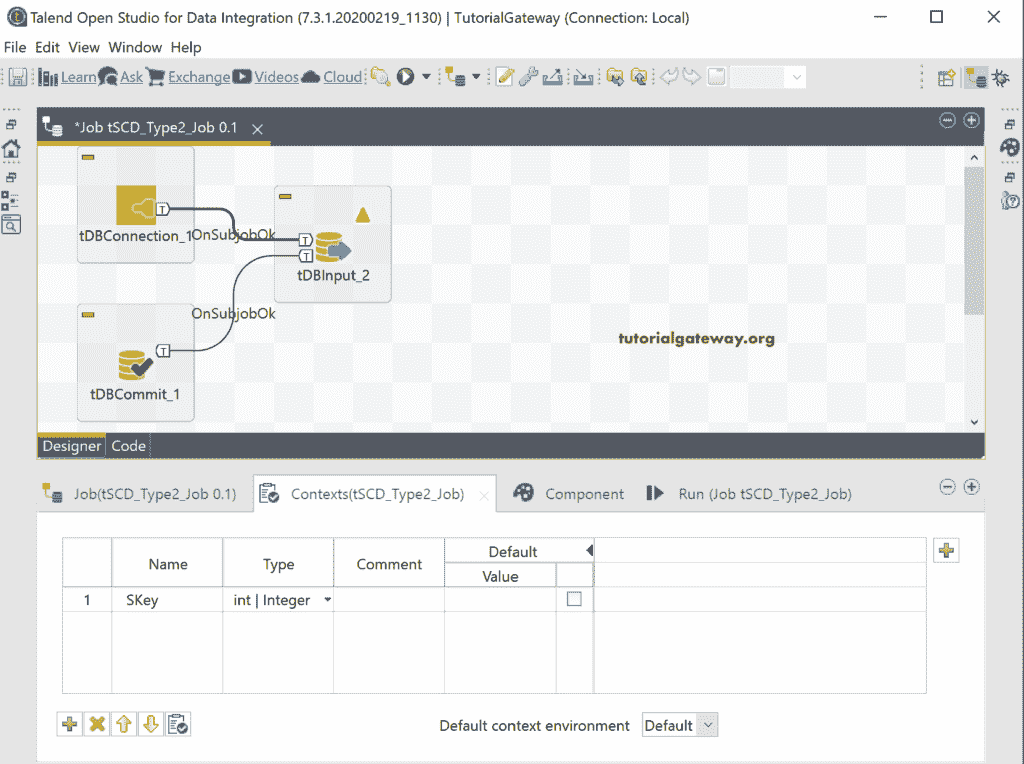 Talend Open Studio for Data Integration (7.3.1.20200219_1130) | TutorialGateway (Connection: Local)
File Edit View Window Help
Learn Ask Exchange Videos Cloud
*Job tSCD_Type2_Job 0.1
tDBConnection_1
OnSubjobOk
tDBInput_2
OnSubjobOk
tutorialgateway.org
tDBCommit_1
Designer Code
Job(tSCD_Type2_Job 0.1) Contexts(tSCD_Type2_Job) Component Run (Job tSCD_Type2_Job)
Default
Name Type Comment
Value
1 SKey int | Integer
Default context environment Default